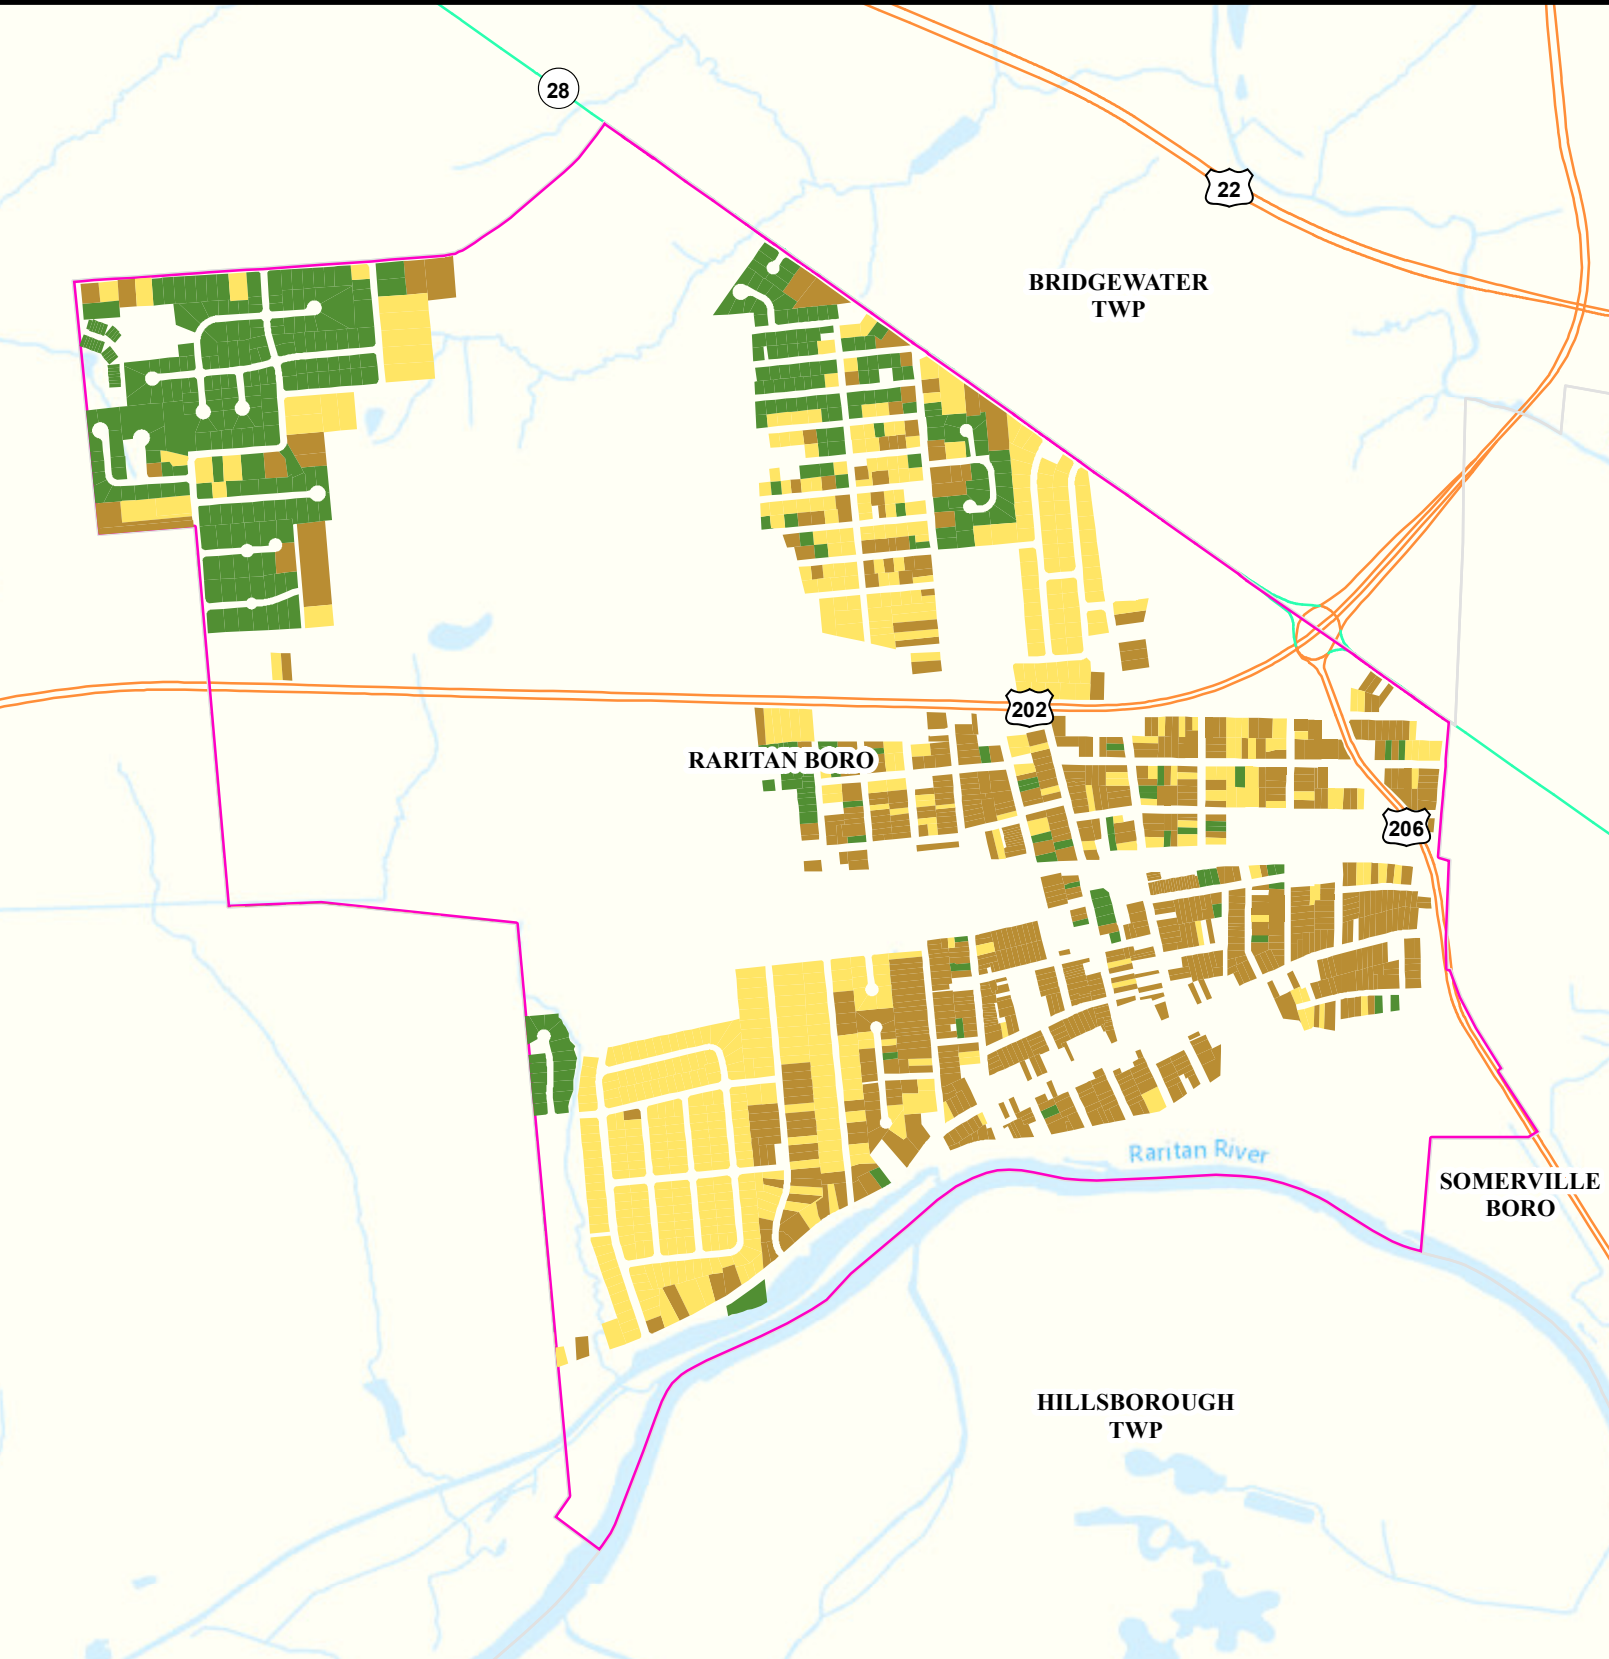 28
22
BRIDGEWATER
TWP
202
RARITAN BORO
206
Raritan River
SOMERVILLE
BORO
HILLSBOROUGH
TWP